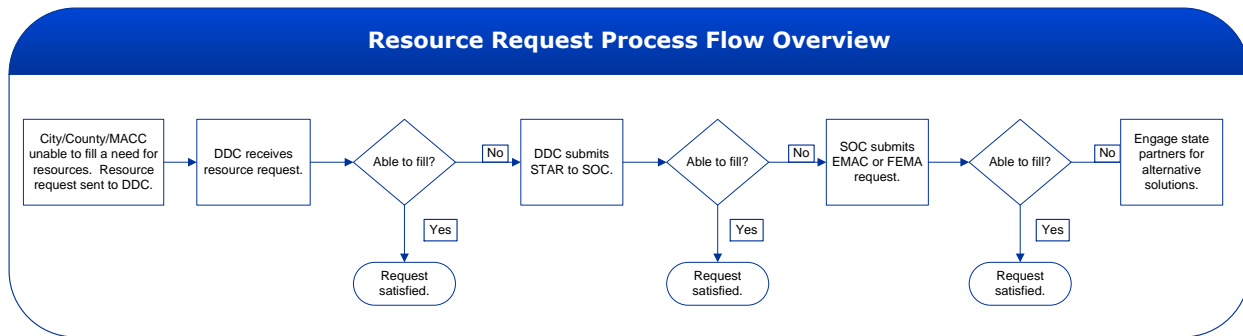 Resource Request Process Flow Overview
City/County/MACC
unable to fill a need for
resources.  Resource
request sent to DDC.
DDC receives
resource request.
Able to fill?
No
Yes
Request
satisfied.
DDC submits
STAR to SOC.
Able to fill?
No
Yes
Request
satisfied.
SOC submits
EMAC or FEMA
request.
Able to fill?
No
Yes
Request
satisfied.
Engage state
partners for
alternative
solutions.